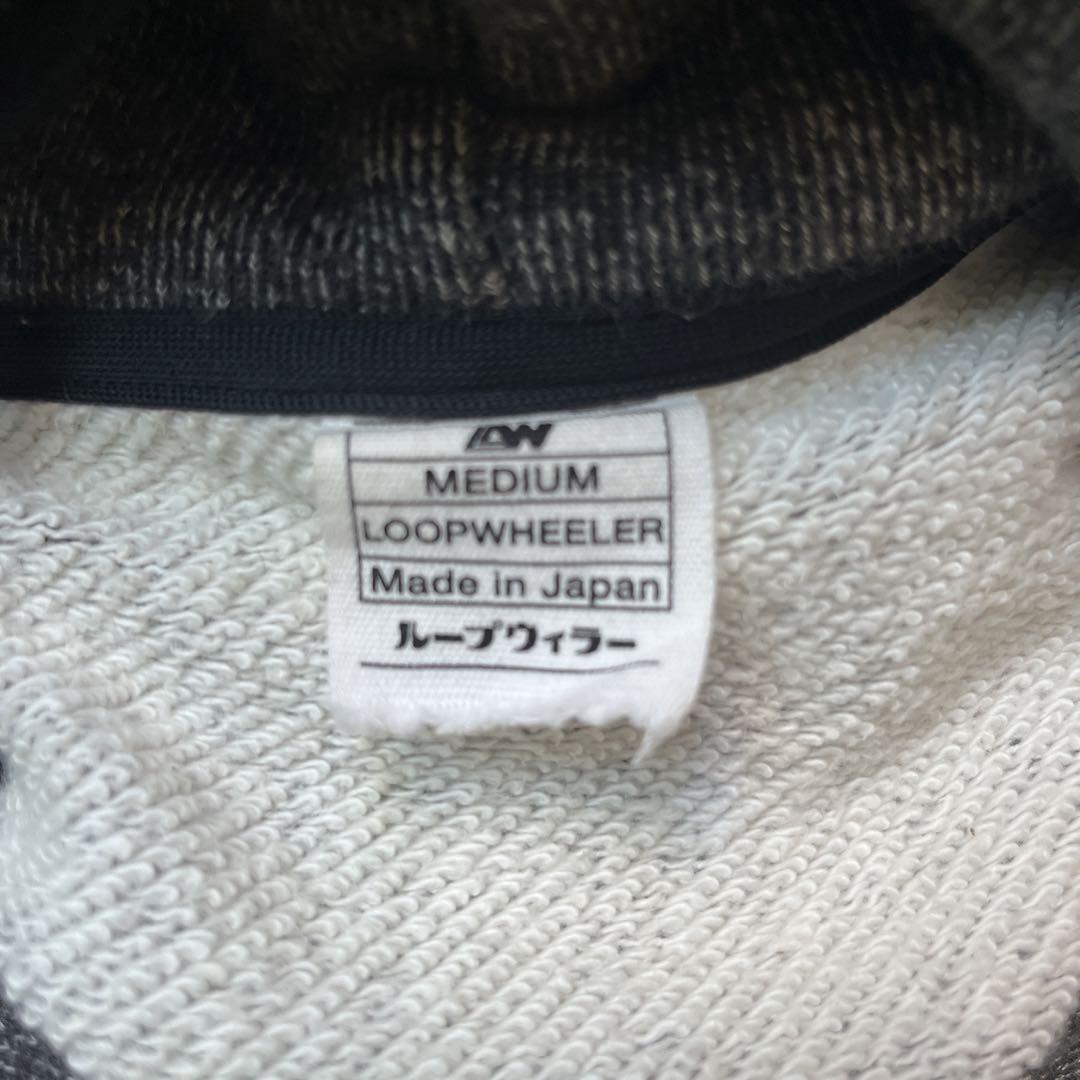 LW
MEDIUM
LOOPWHEELER
Made in Japan
ループウィラー